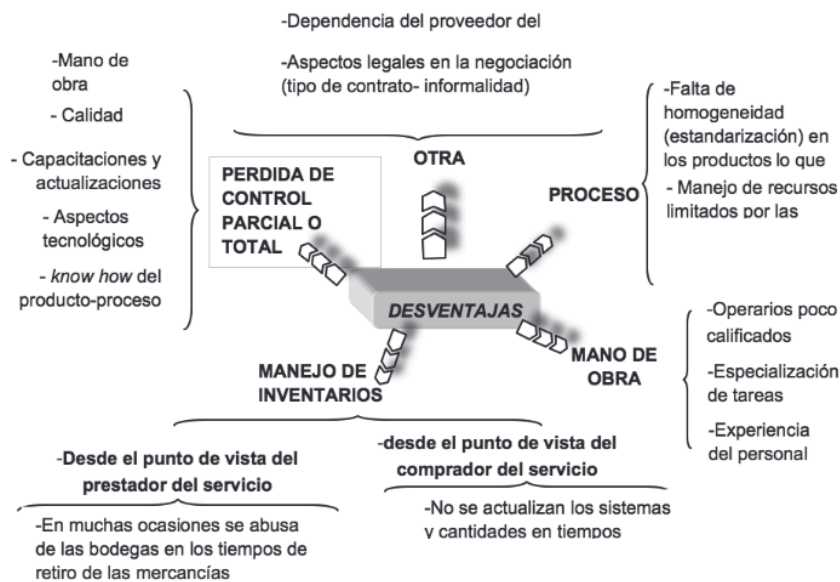 -Dependencia del proveedor del
-Aspectos legales en la negociación
(tipo de contrato- informalidad)
OTRA
-Mano de
obra
- Calidad
- Capacitaciones y
actualizaciones
- Aspectos
tecnológicos
- know how del
producto-proceso
PERDIDA DE
CONTROL
PARCIAL O
TOTAL
PROCESO
-Falta de
homogeneidad
(estandarización) en
los productos lo que
- Manejo de recursos
limitados por las
DESVENTAJAS
MANO DE
OBRA
-Operarios poco
calificados
-Especialización
de tareas
-Experiencia
del personal
MANEJO DE
INVENTARIOS
-Desde el punto de vista del
prestador del servicio
-En muchas ocasiones se abusa
de las bodegas en los tiempos de
retiro de las mercancías
-desde el punto de vista del
comprador del servicio
-No se actualizan los sistemas
y cantidades en tiempos